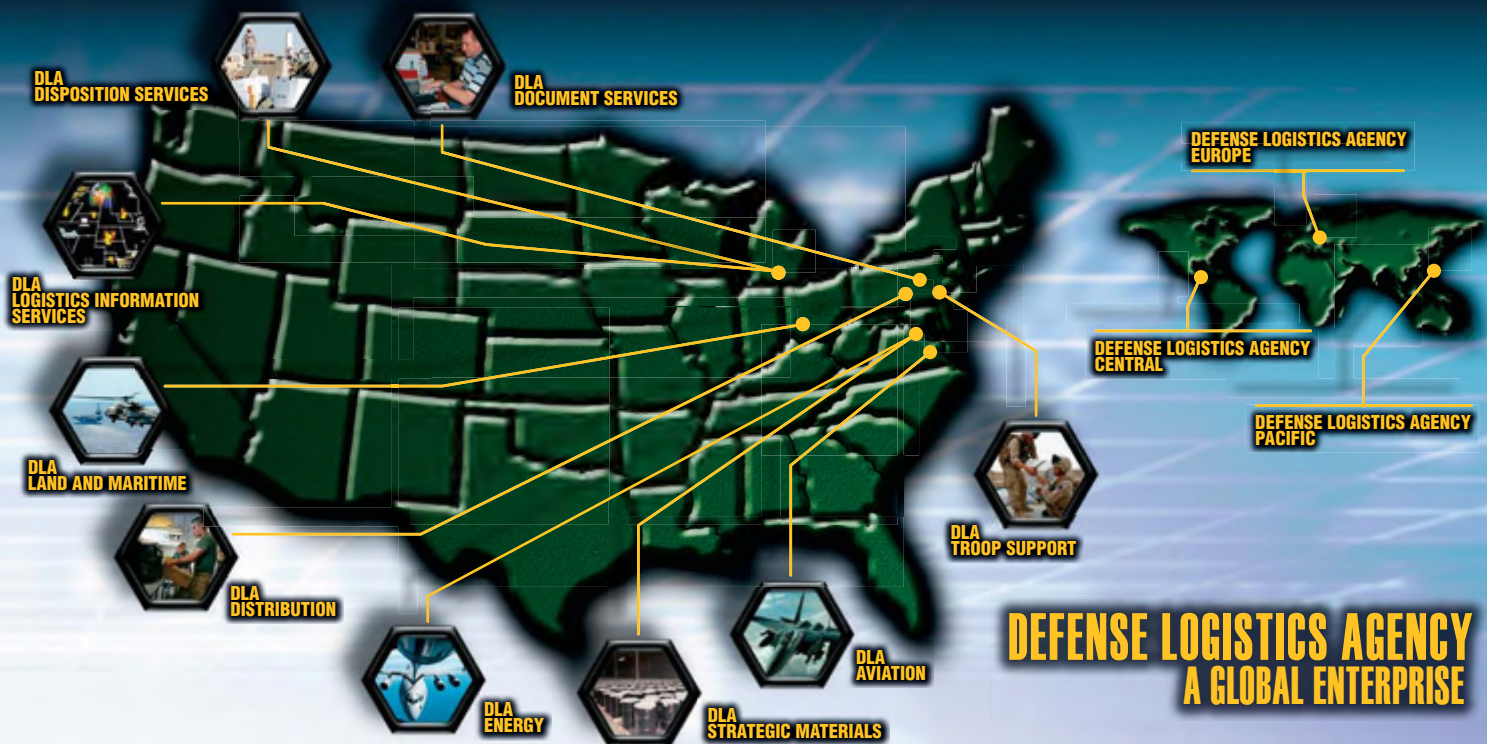 DLA
DISPOSITION SERVICES
DLA
DOCUMENT SERVICES
DEFENSE LOGISTICS AGENCY
EUROPE
DLA
LOGISTICS INFORMATION
SERVICES
DEFENSE LOGISTICS AGENCY
CENTRAL
DEFENSE LOGISTICS AGENCY
PACIFIC
DLA
LAND AND MARITIME
DLA
TROOP SUPPORT
DLA
DISTRIBUTION
DLA
AVIATION
DLA
ENERGY
DLA
STRATEGIC MATERIALS
DEFENSE LOGISTICS AGENCY
A GLOBAL ENTERPRISE